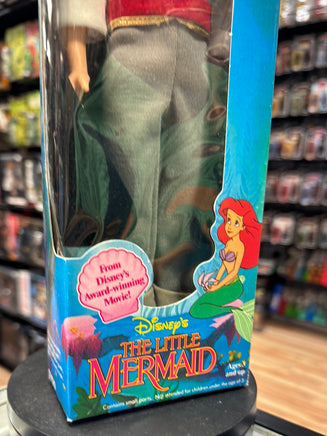 From
Disney's
Award-winning
Movie!
Disney's
THE LITTLE
MERMAID
Ages 3
and up
Contains small parts. Not intended for children under the age of 3.